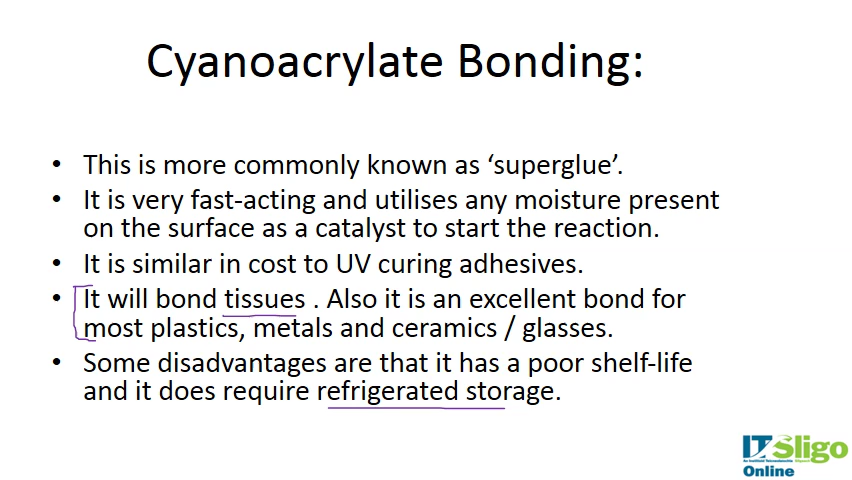 Cyanoacrylate Bonding:
• This is more commonly known as ‘superglue’.
• It is very fast-acting and utilises any moisture present
on the surface as a catalyst to start the reaction.
• It is similar in cost to UV curing adhesives.
• It will bond tissues . Also it is an excellent bond for
most plastics, metals and ceramics / glasses.
• Some disadvantages are that it has a poor shelf-life
and it does require refrigerated storage.
IT Sligo
Online